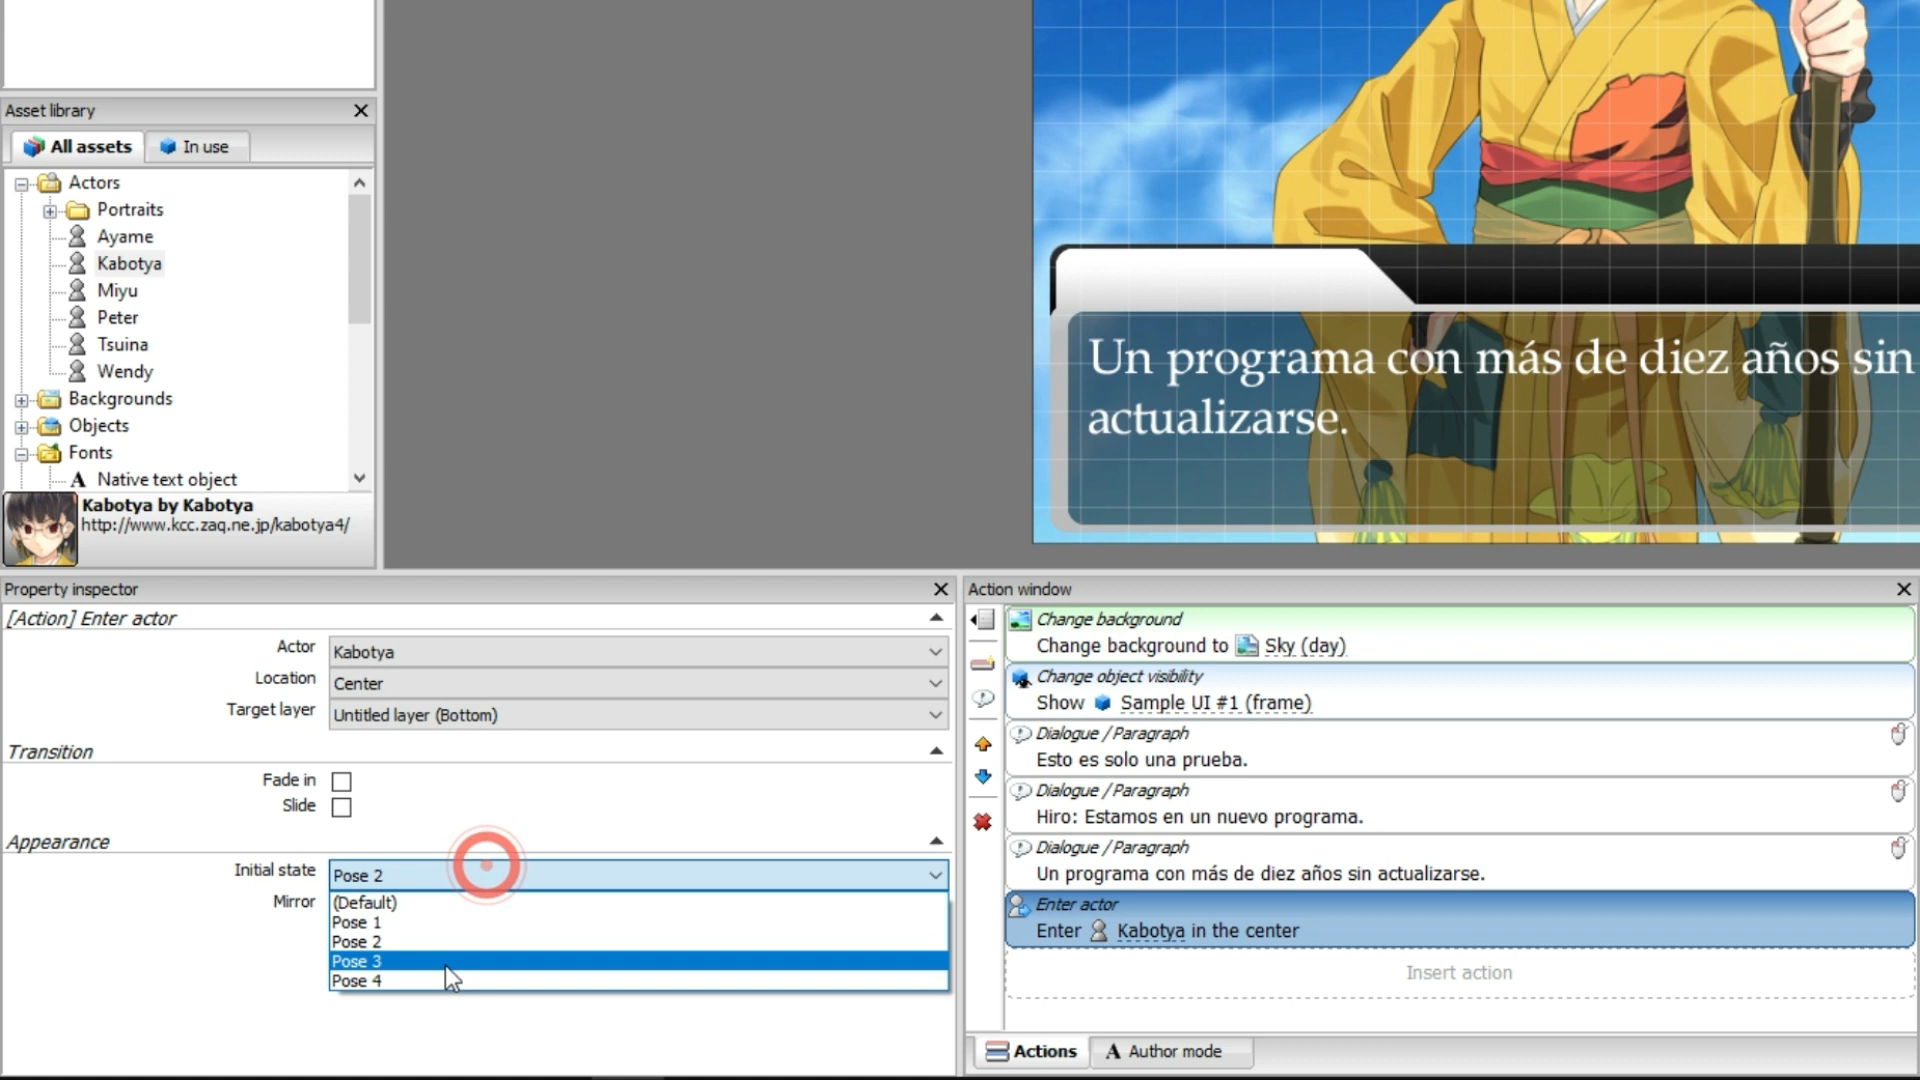 Asset library
All assets
In use
Actors
Portraits
Ayame
Kabotya
Miyu
Peter
Tsuina
Wendy
Backgrounds
Objects
Fonts
A Native text object
Kabotya by Kabotya
http://www.kcc.zaq.ne.jp/kabotya4/
Un programa con más de diez años sin
actualizarse.
Property inspector
[Action] Enter actor
Actor Kabotya
Location Center
Target layer Untitled layer (Bottom)
Transition
Fade in
Slide
Appearance
Initial state Pose 2
Mirror
(Default)
Pose 1
Pose 2
Pose 3
Pose 4
Action window
Change background
Change background to Sky (day)
Change object visibility
Show Sample UI #1 (frame)
Dialogue / Paragraph
Esto es solo una prueba.
Dialogue / Paragraph
Hiro: Estamos en un nuevo programa.
Dialogue / Paragraph
Un programa con más de diez años sin actualizarse.
Enter actor
Enter Kabotya in the center
Insert action
Actions
A Author mode